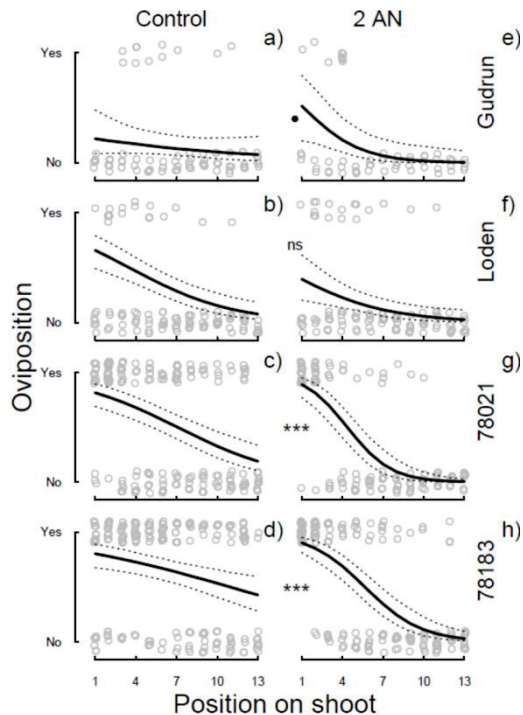 Control 2 AN
Yes
No
a)
e)
Gudrun
Yes
No
b)
ns
f)
Loden
Yes
No
c)
***
g)
78021
Yes
No
d)
***
h)
78183
Oviposition
1 4 7 10 13 1 4 7 10 13
Position on shoot